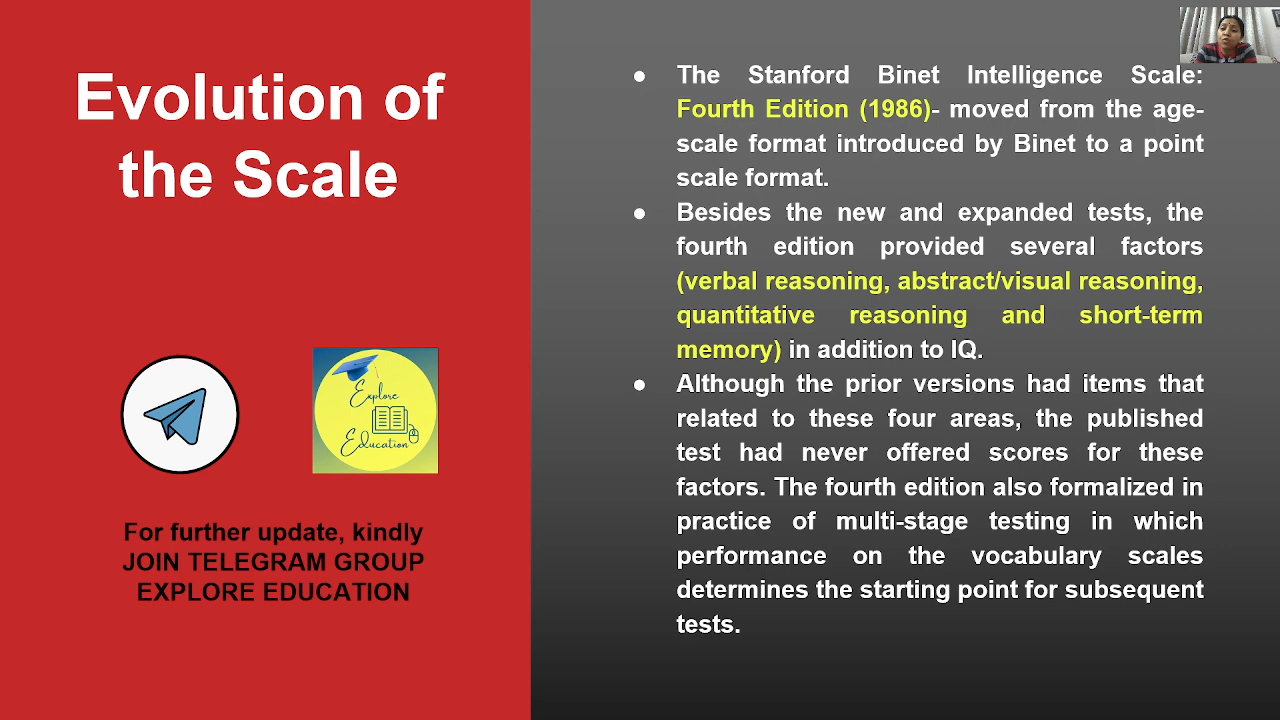 Evolution of
the Scale
Explore
Education
For further update, kindly
JOIN TELEGRAM GROUP
EXPLORE EDUCATION
● The Stanford Binet Intelligence Scale:
Fourth Edition (1986)- moved from the age-
scale format introduced by Binet to a point
scale format.
● Besides the new and expanded tests, the
fourth edition provided several factors
(verbal reasoning, abstract/visual reasoning,
quantitative reasoning and short-term
memory) in addition to IQ.
● Although the prior versions had items that
related to these four areas, the published
test had never offered scores for these
factors. The fourth edition also formalized in
practice of multi-stage testing in which
performance on the vocabulary scales
determines the starting point for subsequent
tests.